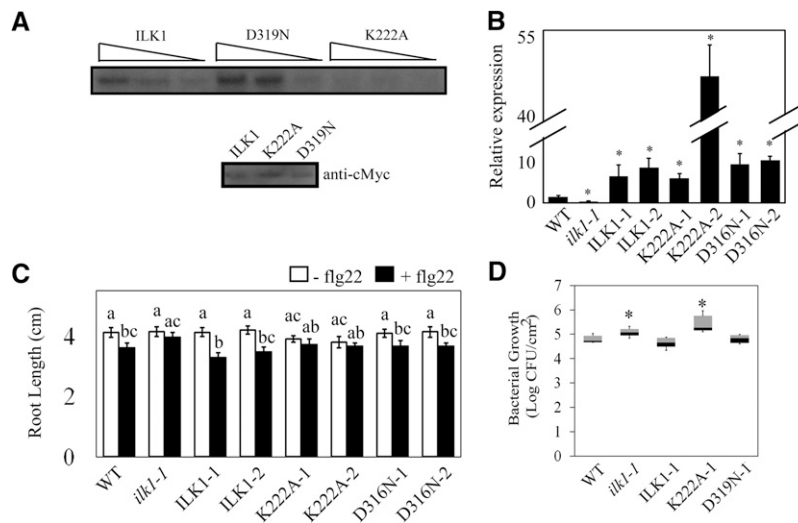 A
ILK1
D319N
K222A
ILK1
K222A
D319N
anti-cMyc
B
Relative expression
55
40
10
0
*
*
*
*
*
*
*
WT
ilk1-1
ILK1-1
ILK1-2
K222A-1
K222A-2
D316N-1
D316N-2
C
- flg22
+ flg22
Root Length (cm)
4
2
0
a
bc
a
ac
a
b
a
bc
ac
ab
ac
ab
a
bc
a
bc
WT
ilk1-1
ILK1-1
ILK1-2
K222A-1
K222A-2
D316N-1
D316N-2
D
Bacterial Growth
(Log CFU/cm²)
7
6
5
4
3
2
1
0
*
*
WT
ilk1-1
ILK1-1
K222A-1
D319N-1